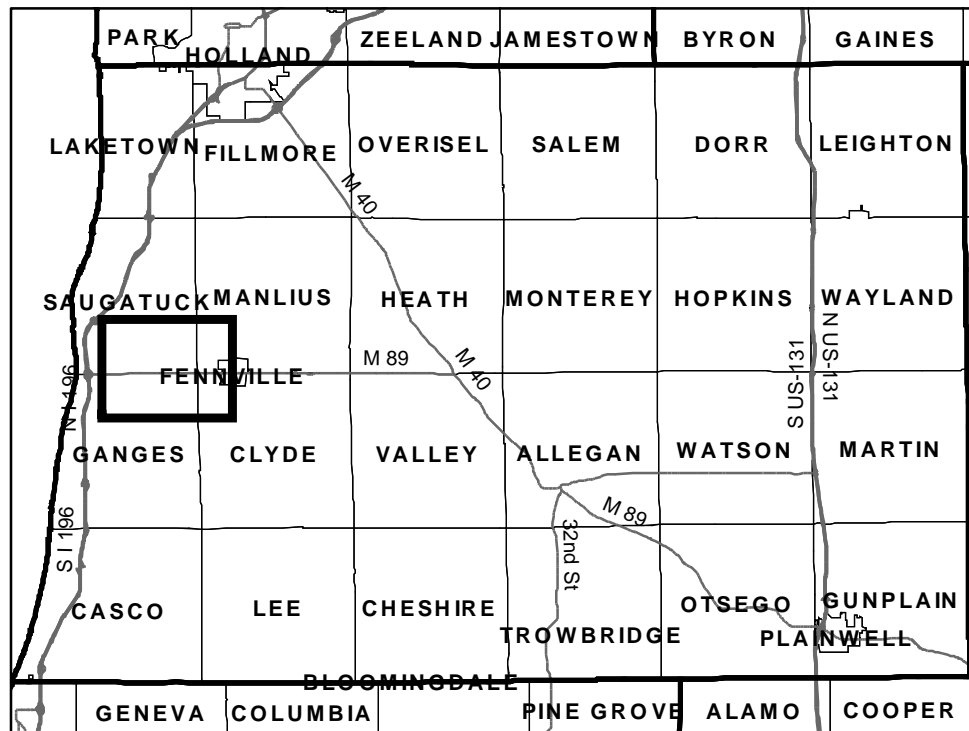 PARK
HOLLAND
ZEELAND
JAMESTOWN
BYRON
GAINES
LAKETOWN
FILLMORE
OVERISEL
SALEM
DORR
LEIGHTON
M 40
SAUGATUCK
MANLIUS
HEATH
MONTEREY
HOPKINS
WAYLAND
N I 196
FENNVILLE
M 89
M 40
S US-131
N US-131
GANGES
CLYDE
VALLEY
ALLEGAN
WATSON
MARTIN
S I 196
32nd St
M 89
CASCO
LEE
CHESHIRE
TROWBRIDGE
OTSEGO
GUNPLAIN
PLAINWELL
BLOOMINGDALE
GENEVA
COLUMBIA
PINE GROVE
ALAMO
COOPER